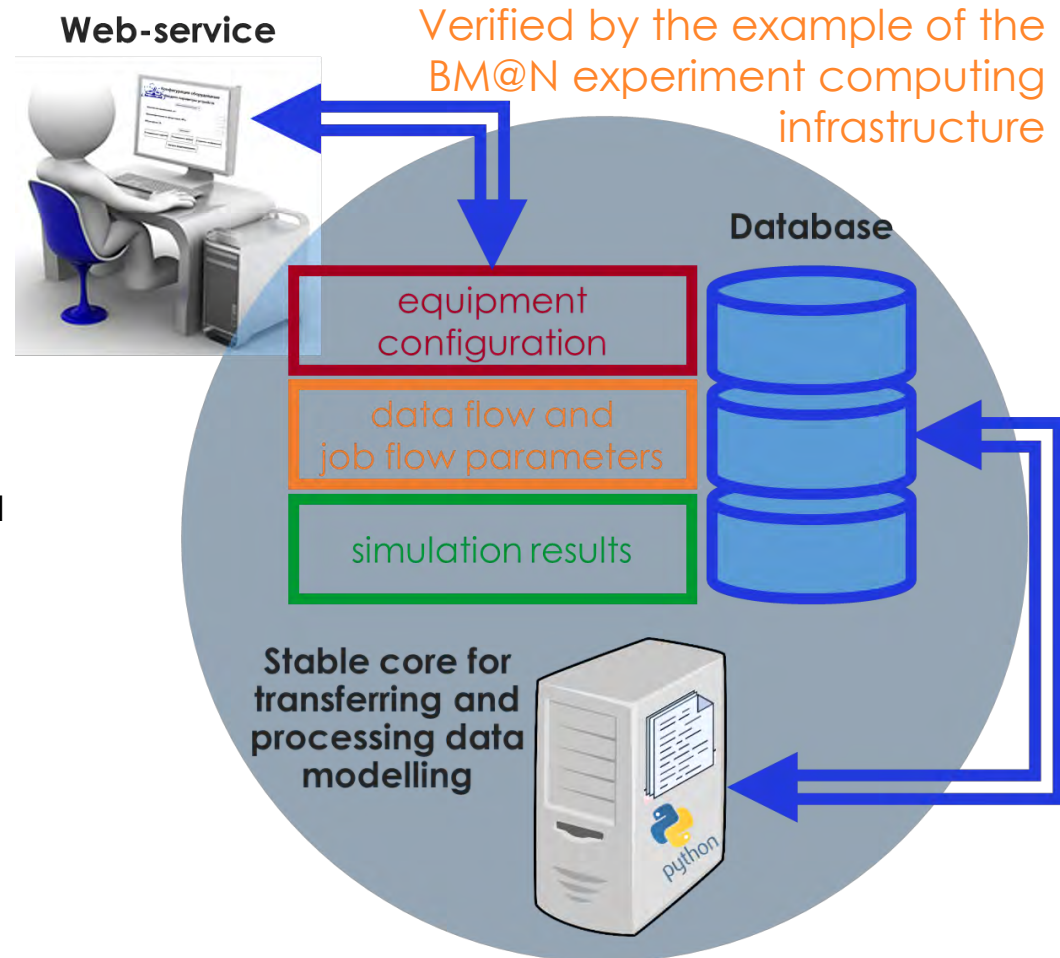 Web-service
Verified by the example of the
BM@N experiment computing
infrastructure
Database
equipment
configuration
data flow and
job flow parameters
simulation results
Stable core for
transferring and
processing data
modelling
python